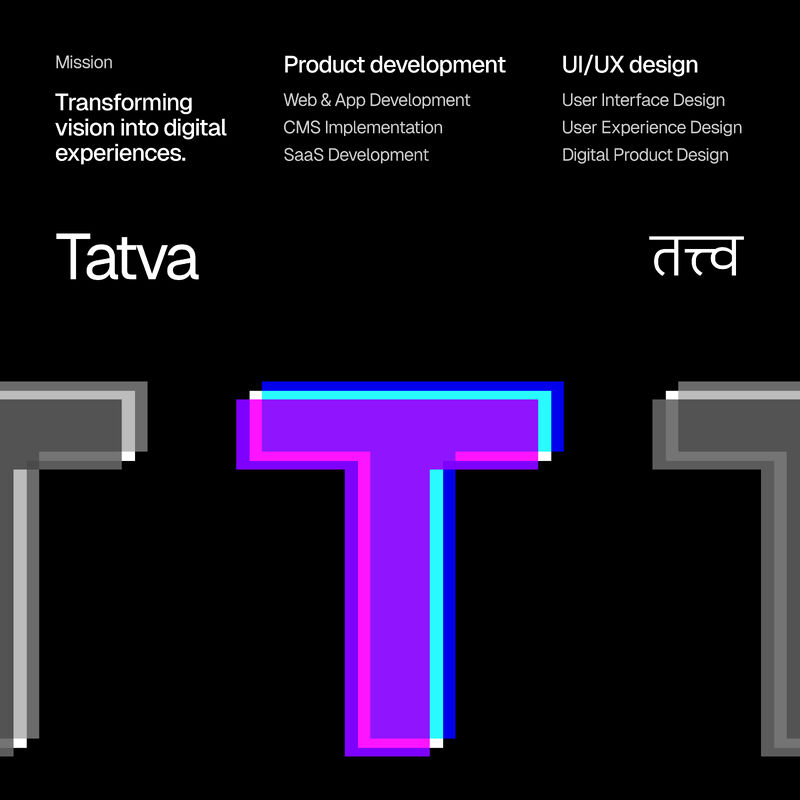 Mission
Transforming
vision into digital
experiences.
Product development
Web & App Development
CMS Implementation
SaaS Development
UI/UX design
User Interface Design
User Experience Design
Digital Product Design
Tatva
तत्त्व
T T T